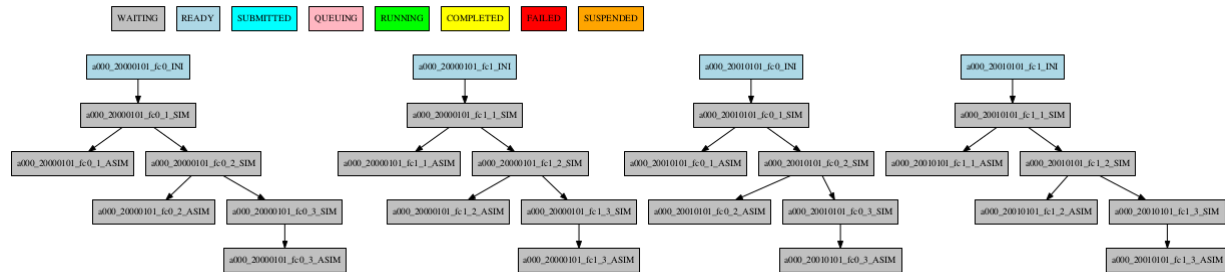 WAITING READY SUBMITTED QUEUING RUNNING COMPLETED FAILED SUSPENDED
a000_20000101_fc0_INI a000_20000101_fc1_INI a000_20010101_fc0_INI a000_20010101_fc1_INI
a000_20000101_fc0_1_SIM a000_20000101_fc1_1_SIM a000_20010101_fc0_1_SIM a000_20010101_fc1_1_SIM
a000_20000101_fc0_1_ASIM a000_20000101_fc0_2_SIM a000_20000101_fc1_1_ASIM a000_20000101_fc1_2_SIM a000_20010101_fc0_1_ASIM a000_20010101_fc0_2_SIM a000_20010101_fc1_1_ASIM a000_20010101_fc1_2_SIM
a000_20000101_fc0_2_ASIM a000_20000101_fc0_3_SIM a000_20000101_fc1_2_ASIM a000_20000101_fc1_3_SIM a000_20010101_fc0_2_ASIM a000_20010101_fc0_3_SIM a000_20010101_fc1_2_ASIM a000_20010101_fc1_3_SIM
a000_20000101_fc0_3_ASIM a000_20000101_fc1_3_ASIM a000_20010101_fc0_3_ASIM a000_20010101_fc1_3_ASIM